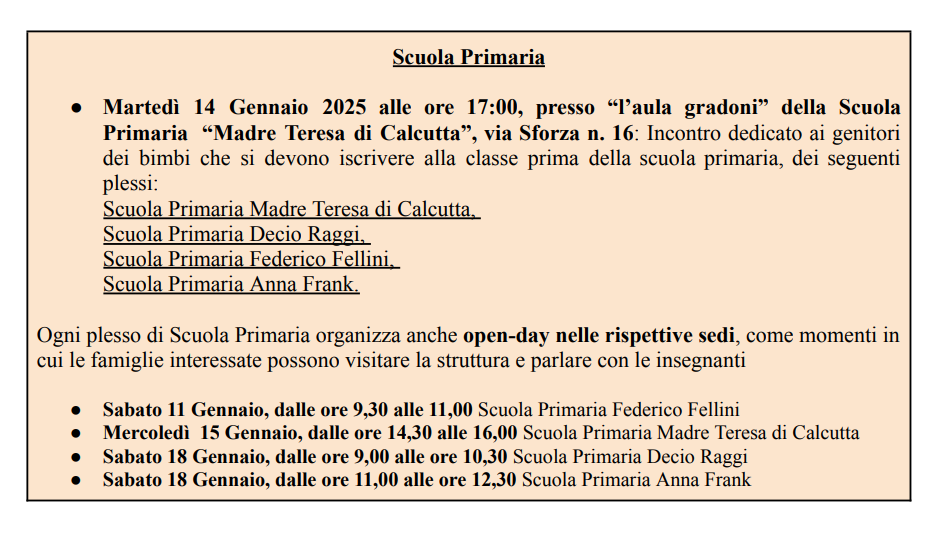 Scuola Primaria
● Martedì 14 Gennaio 2025 alle ore 17:00, presso “l’aula gradoni” della Scuola
Primaria “Madre Teresa di Calcutta”, via Sforza n. 16: Incontro dedicato ai genitori
dei bimbi che si devono iscrivere alla classe prima della scuola primaria, dei seguenti
plessi:
Scuola Primaria Madre Teresa di Calcutta,
Scuola Primaria Decio Raggi,
Scuola Primaria Federico Fellini,
Scuola Primaria Anna Frank.
Ogni plesso di Scuola Primaria organizza anche open-day nelle rispettive sedi, come momenti in
cui le famiglie interessate possono visitare la struttura e parlare con le insegnanti
● Sabato 11 Gennaio, dalle ore 9,30 alle 11,00 Scuola Primaria Federico Fellini
● Mercoledì 15 Gennaio, dalle ore 14,30 alle 16,00 Scuola Primaria Madre Teresa di Calcutta
● Sabato 18 Gennaio, dalle ore 9,00 alle ore 10,30 Scuola Primaria Decio Raggi
● Sabato 18 Gennaio, dalle ore 11,00 alle ore 12,30 Scuola Primaria Anna Frank